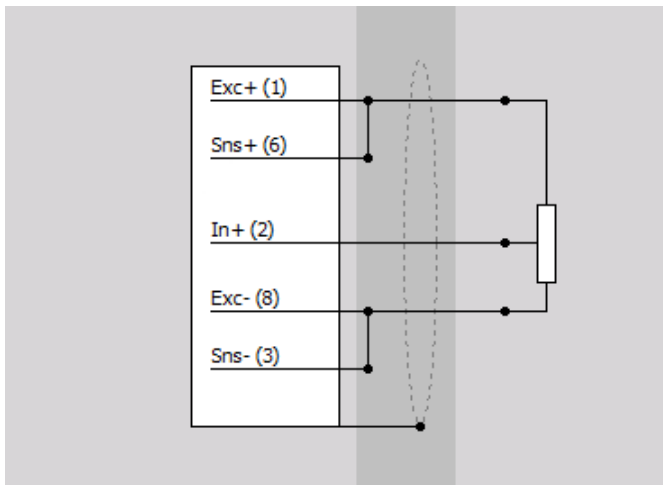 Exc+ (1)
Sns+ (6)
In+ (2)
Exc- (8)
Sns- (3)